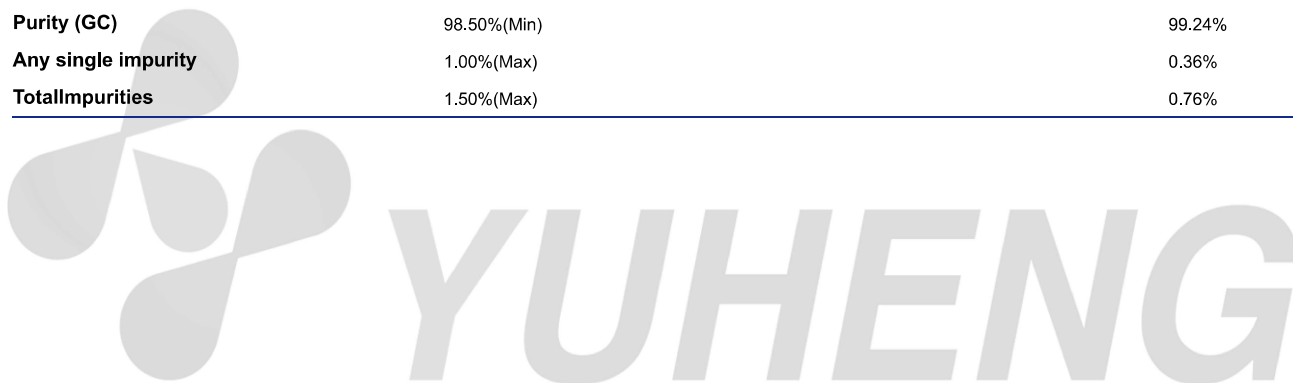 Purity (GC) 98.50%(Min) 99.24%
Any single impurity 1.00%(Max) 0.36%
TotalImpurities 1.50%(Max) 0.76%
YUHENG